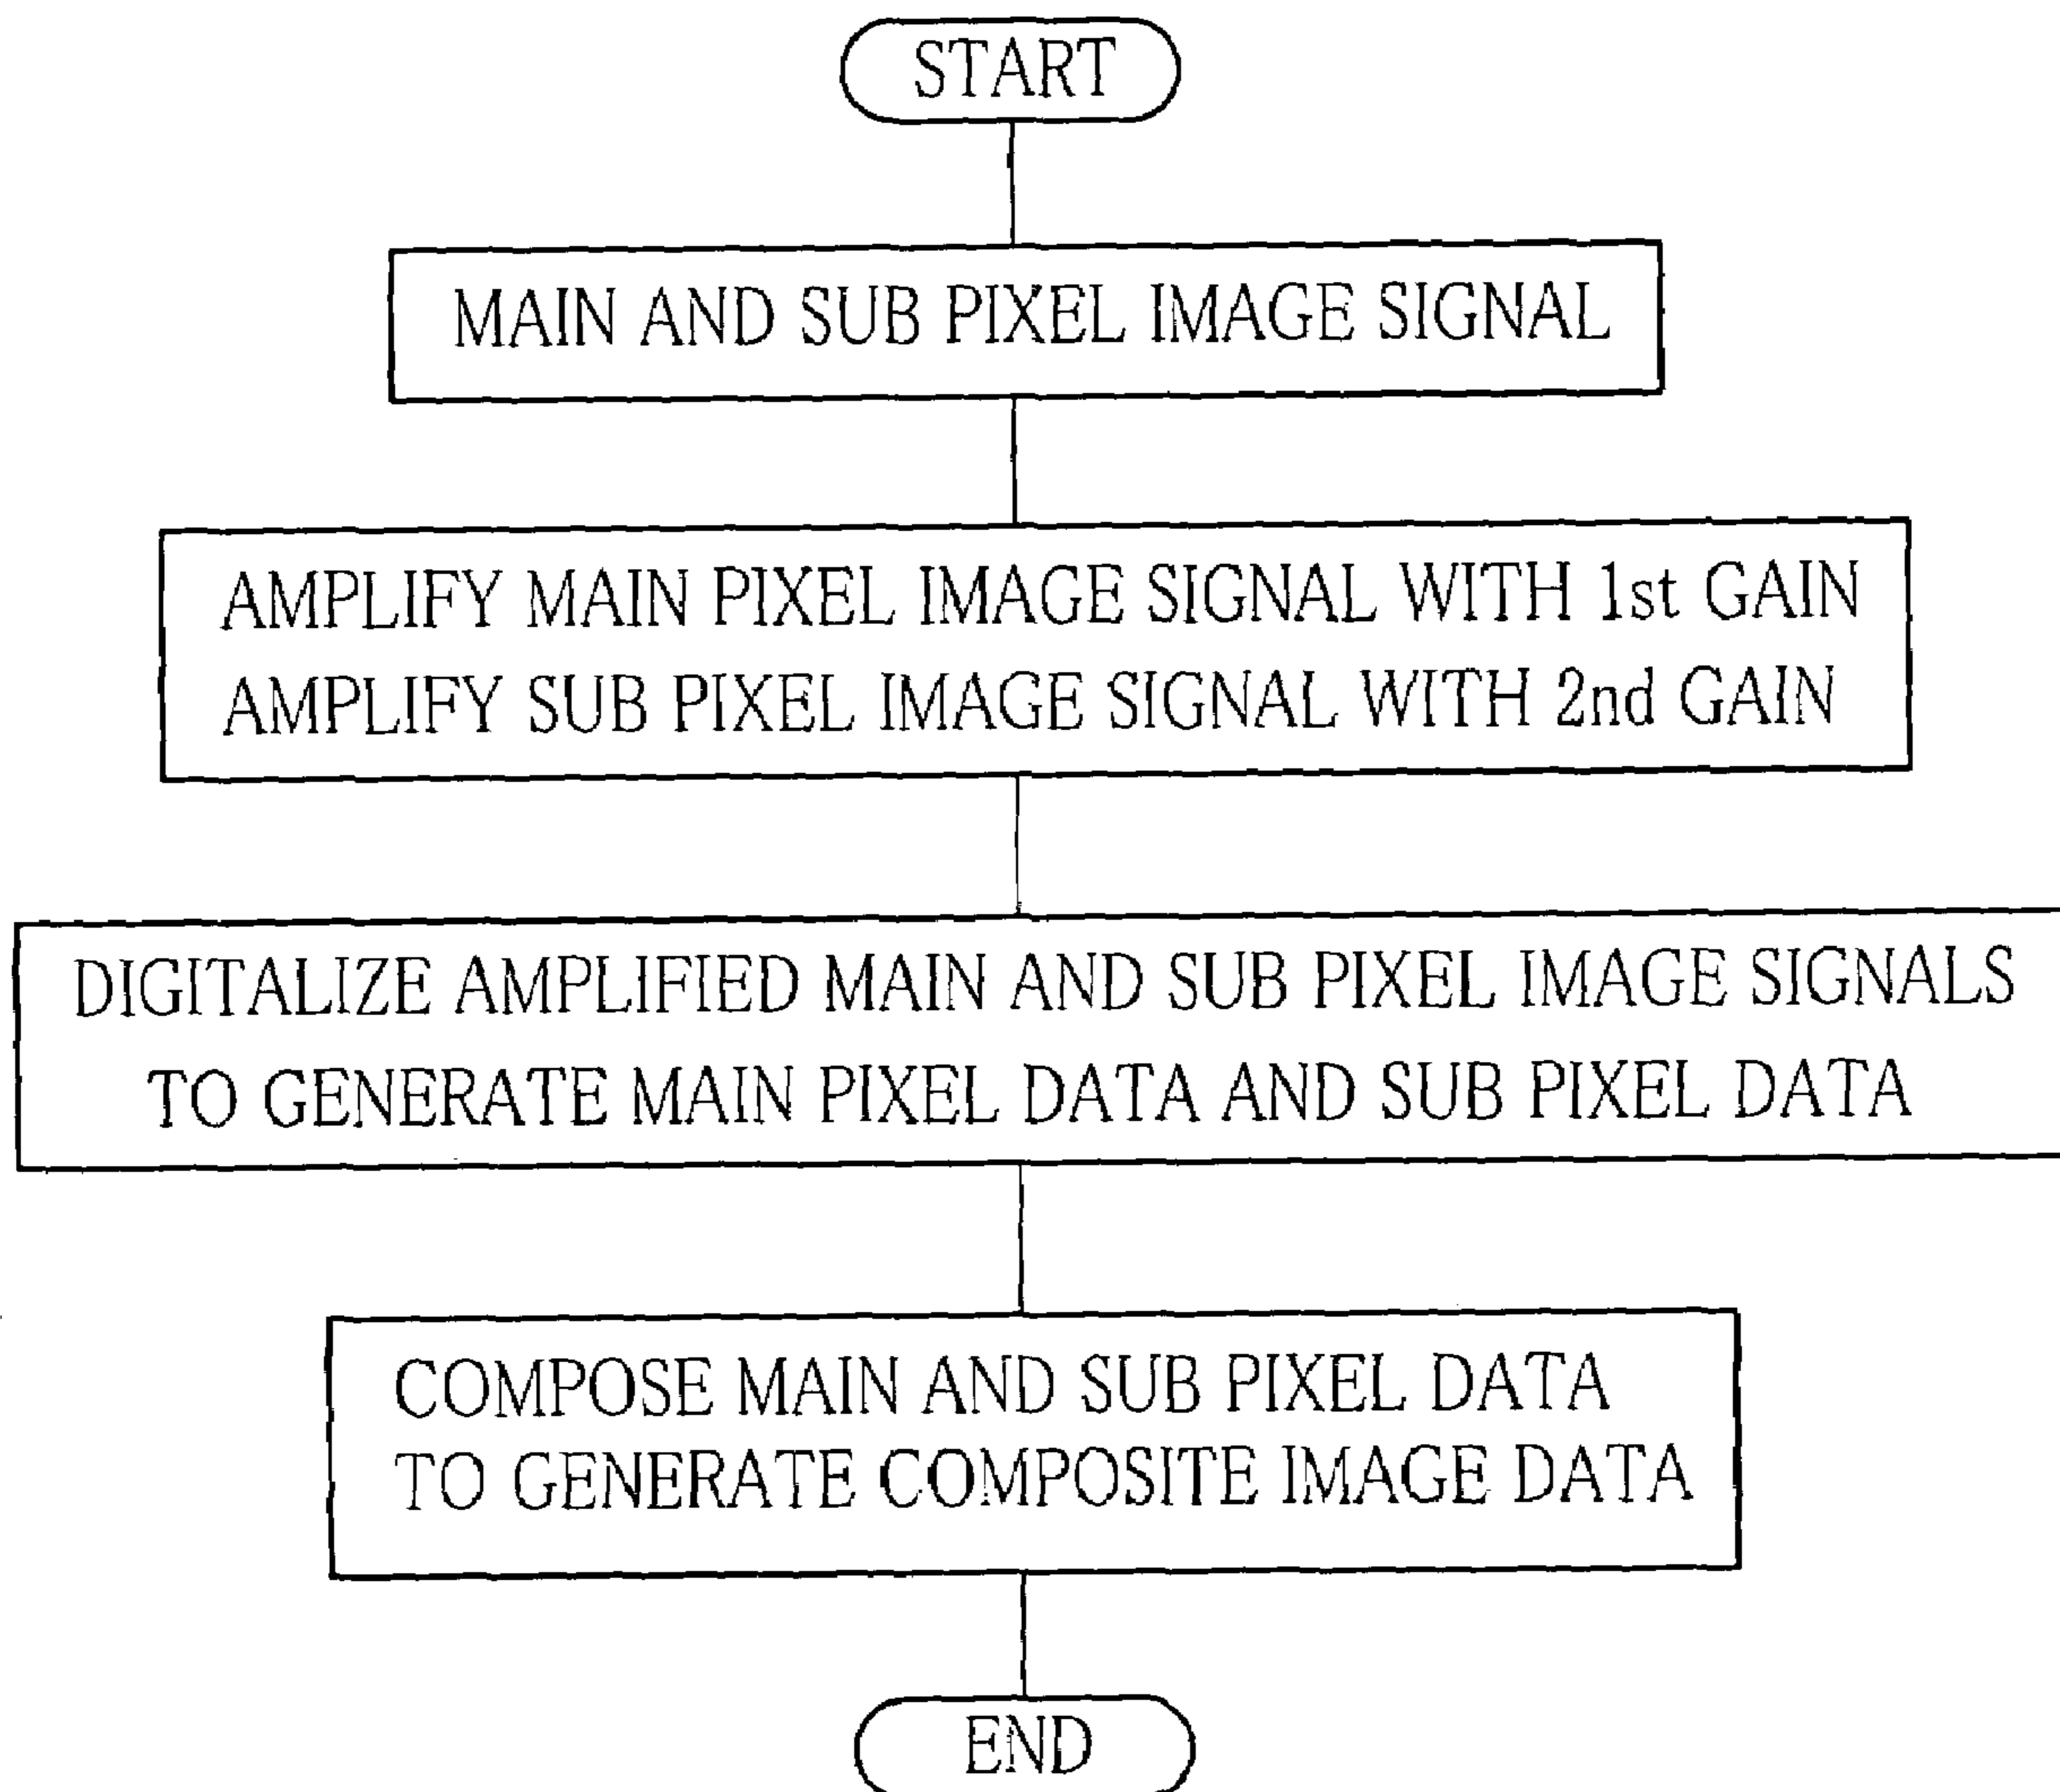 START
MAIN AND SUB PIXEL IMAGE SIGNAL
AMPLIFY MAIN PIXEL IMAGE SIGNAL WITH 1st GAIN
AMPLIFY SUB PIXEL IMAGE SIGNAL WITH 2nd GAIN
DIGITALIZE AMPLIFIED MAIN AND SUB PIXEL IMAGE SIGNALS
TO GENERATE MAIN PIXEL DATA AND SUB PIXEL DATA
COMPOSE MAIN AND SUB PIXEL DATA
TO GENERATE COMPOSITE IMAGE DATA
END